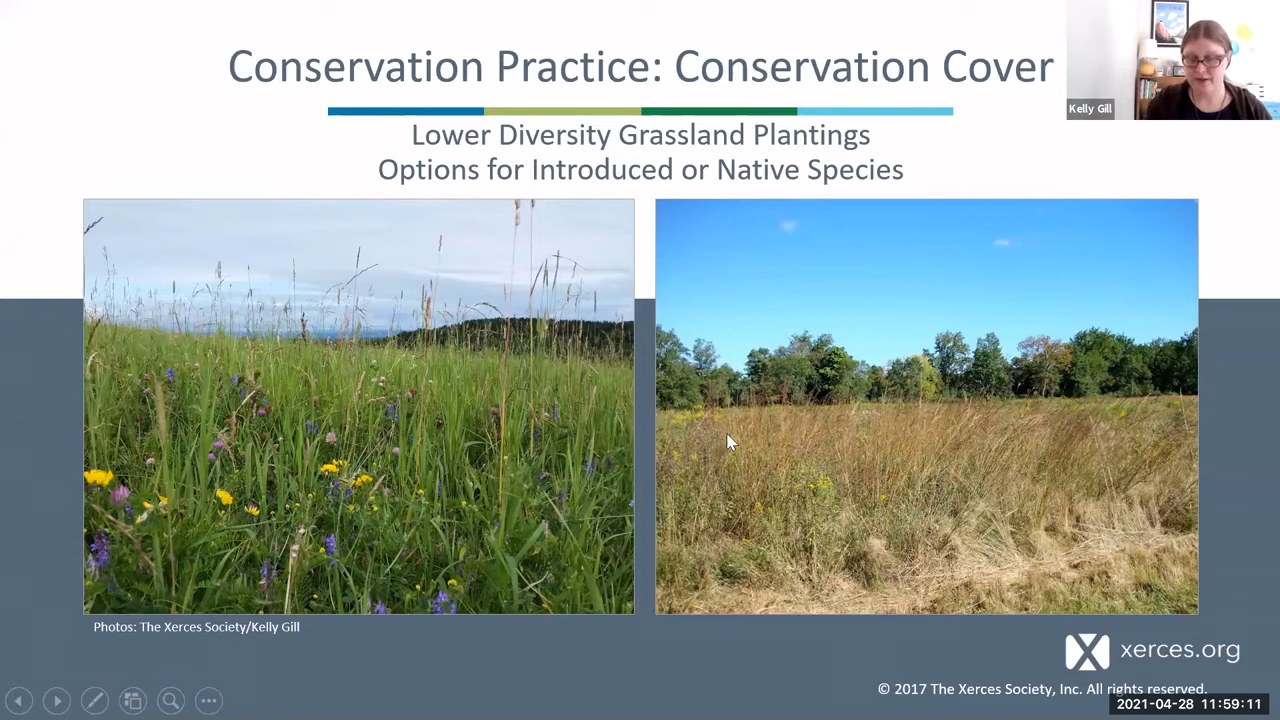 Conservation Practice: Conservation Cover
Kelly Gill
Lower Diversity Grassland Plantings
Options for Introduced or Native Species
Photos: The Xerces Society/Kelly Gill
xerces.org
© 2017 The Xerces Society, Inc. All rights reserved.
2021-04-28 11:59:11